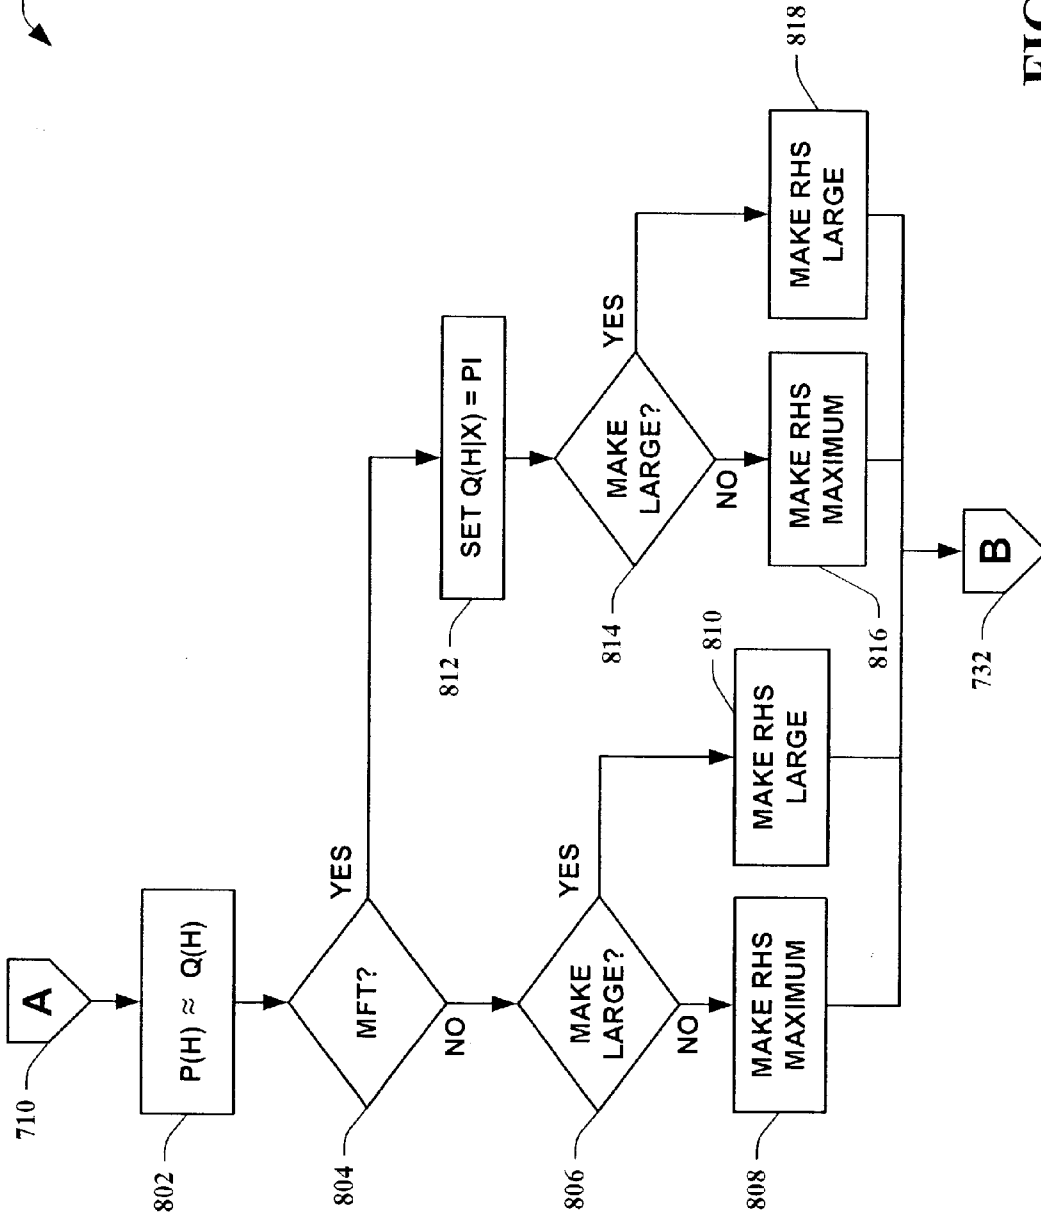 A
710
P(H) ≈ Q(H)
802
MFT?
804
YES
NO
SET Q(H|X) = PI
812
MAKE
LARGE?
806
YES
NO
MAKE
LARGE?
814
YES
NO
MAKE RHS
MAXIMUM
808
MAKE RHS
LARGE
810
MAKE RHS
MAXIMUM
816
MAKE RHS
LARGE
818
B
732